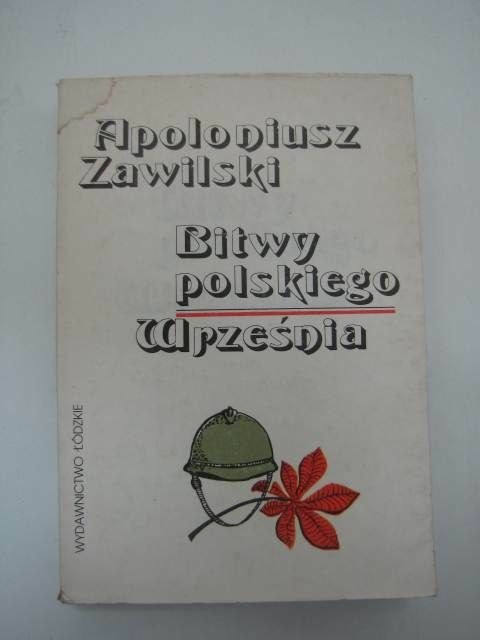 Apoloniusz
Zawilski
Bitwy
polskiego
Września
WYDAWNICTWO ŁÓDZKIE